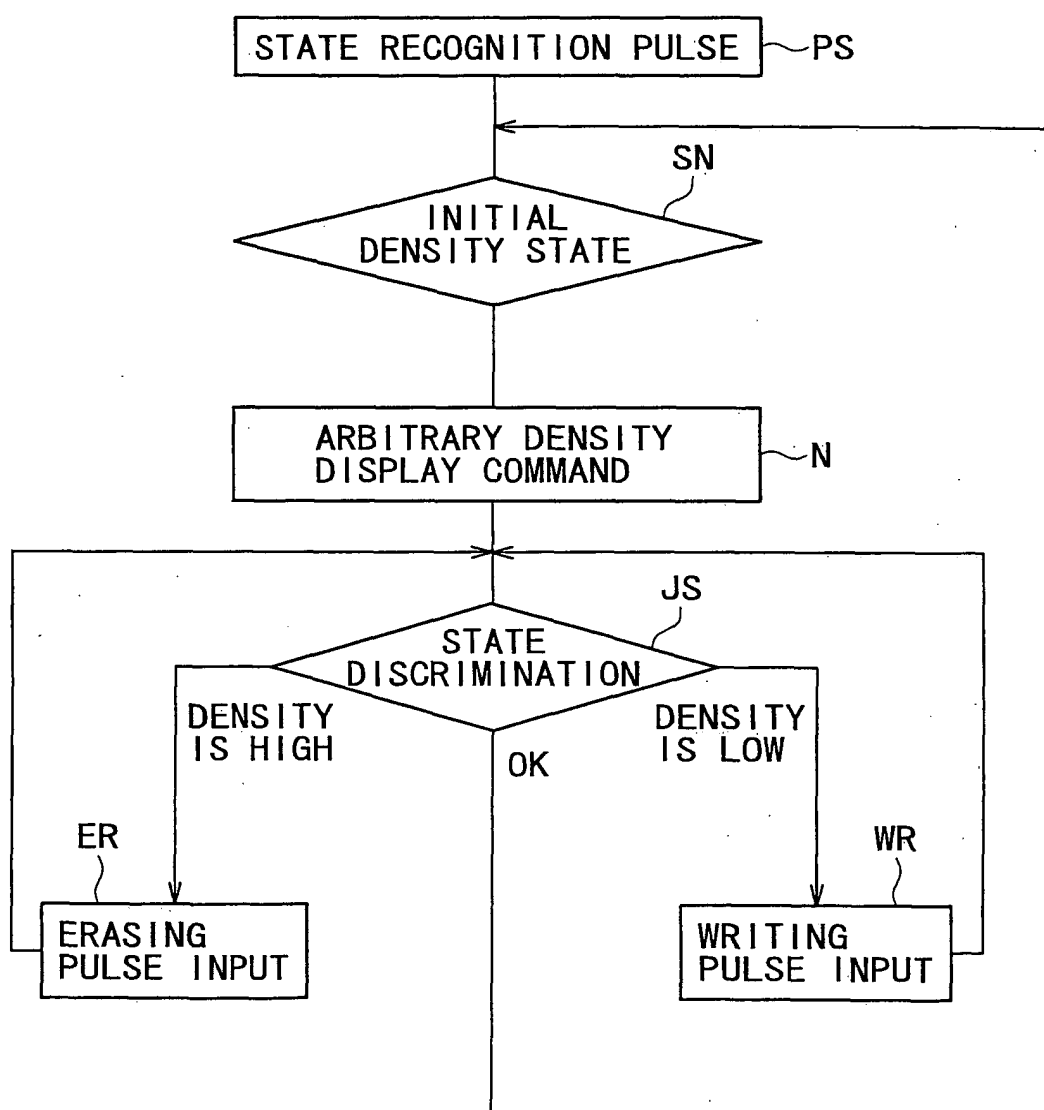 STATE RECOGNITION PULSE
PS
SN
INITIAL
DENSITY STATE
ARBITRARY DENSITY
DISPLAY COMMAND
N
JS
STATE
DISCRIMINATION
DENSITY
IS HIGH
DENSITY
IS LOW
OK
ER
WR
ERASING
PULSE INPUT
WRITING
PULSE INPUT